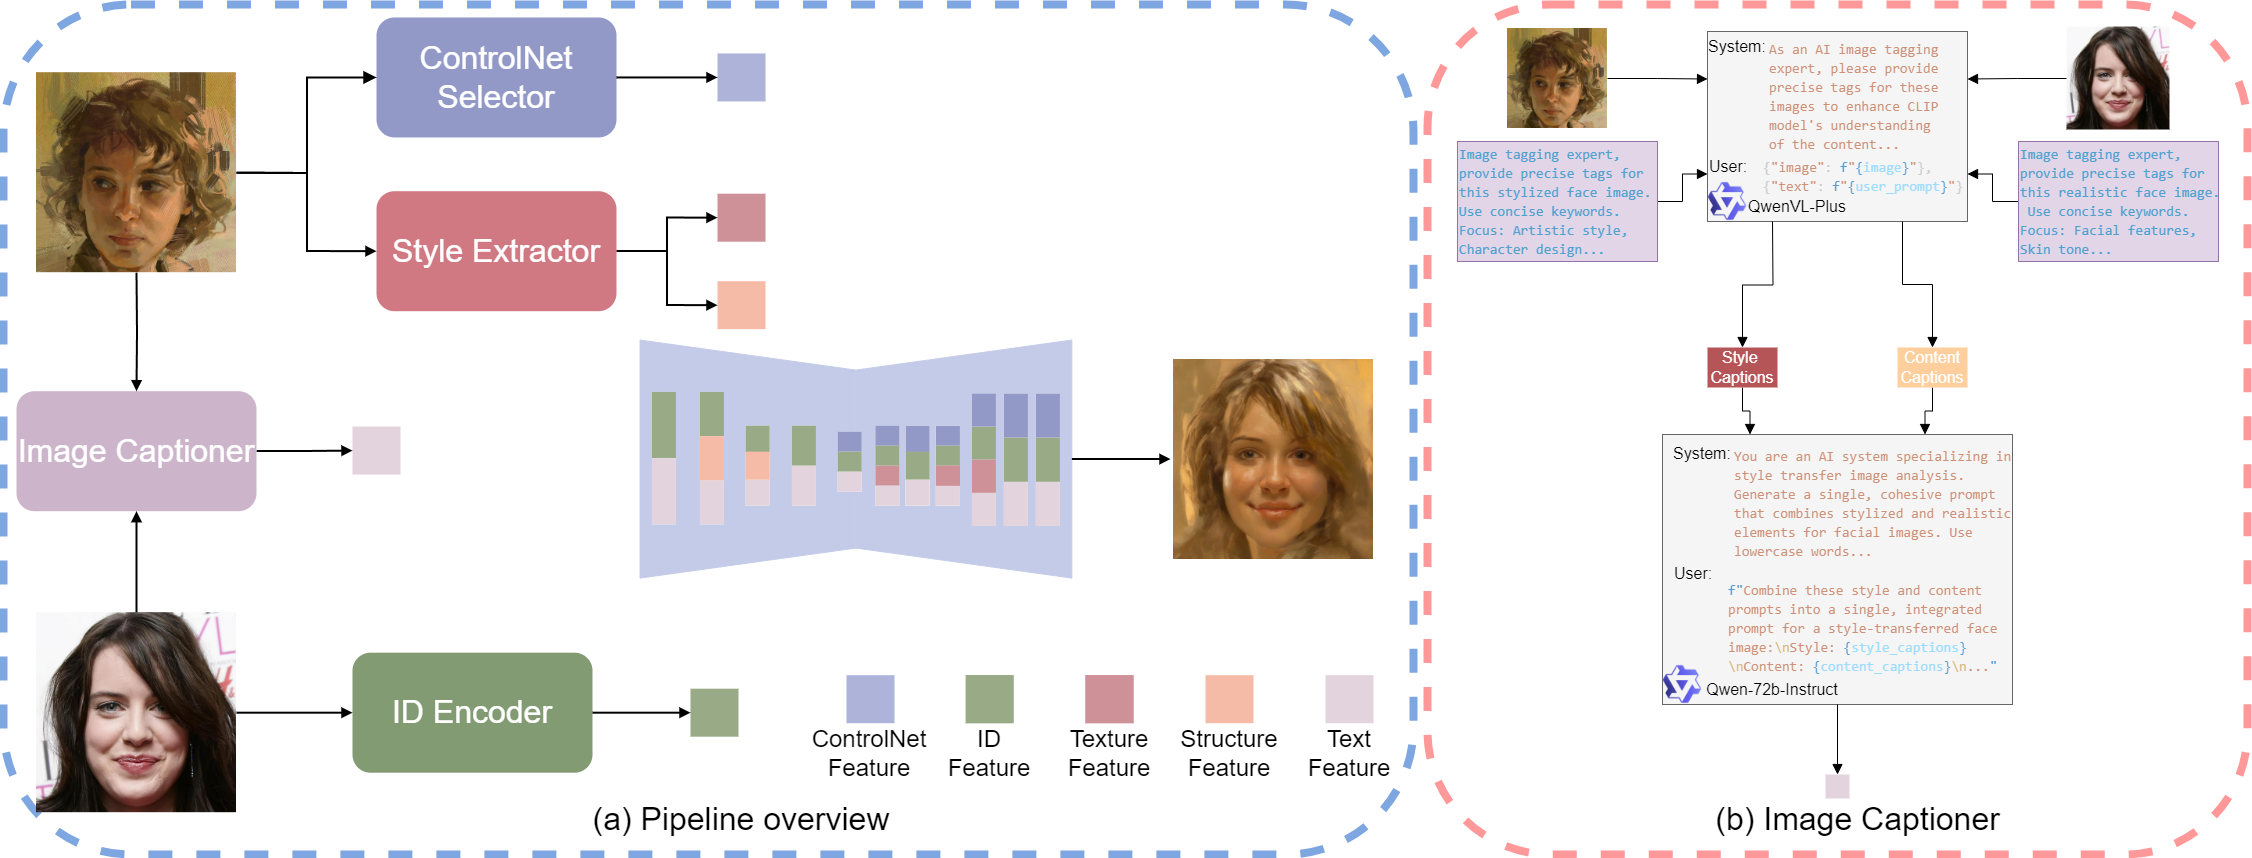 ControlNet
Selector
Style Extractor
Image Captioner
ID Encoder
ControlNet
Feature
ID
Feature
Texture
Feature
Structure
Feature
Text
Feature
(a) Pipeline overview
System:
As an AI image tagging
expert, please provide
precise tags for these
images to enhance CLIP
model's understanding
of the content...
User:
{"image": f"{image}"},
{"text": f"{user_prompt}"}
QwenVL-Plus
Image tagging expert,
provide precise tags for
this stylized face image.
Use concise keywords.
Focus: Artistic style,
Character design...
Image tagging expert,
provide precise tags for
this realistic face image.
Use concise keywords.
Focus: Facial features,
Skin tone...
Style
Captions
Content
Captions
System:
You are an AI system specializing in
style transfer image analysis.
Generate a single, cohesive prompt
that combines stylized and realistic
elements for facial images. Use
lowercase words...
User:
f"Combine these style and content
prompts into a single, integrated
prompt for a style-transferred face
image:\nStyle: {style_captions}
\nContent: {content_captions}\n..."
Qwen-72b-Instruct
(b) Image Captioner